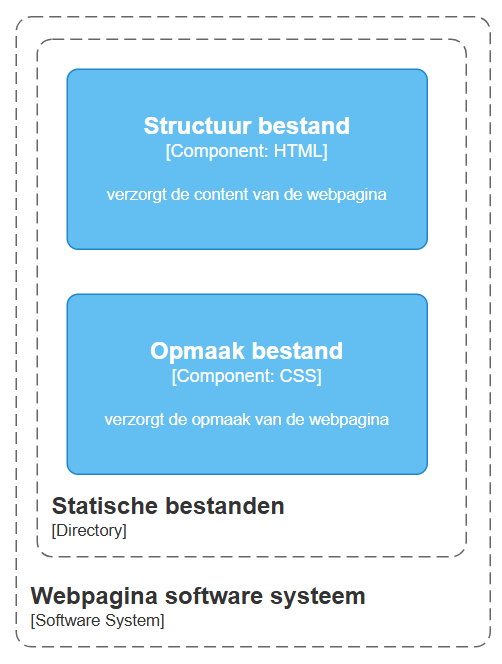 Structuur bestand
[Component: HTML]
verzorgt de content van de webpagina
Opmaak bestand
[Component: CSS]
verzorgt de opmaak van de webpagina
Statische bestanden
[Directory]
Webpagina software systeem
[Software System]